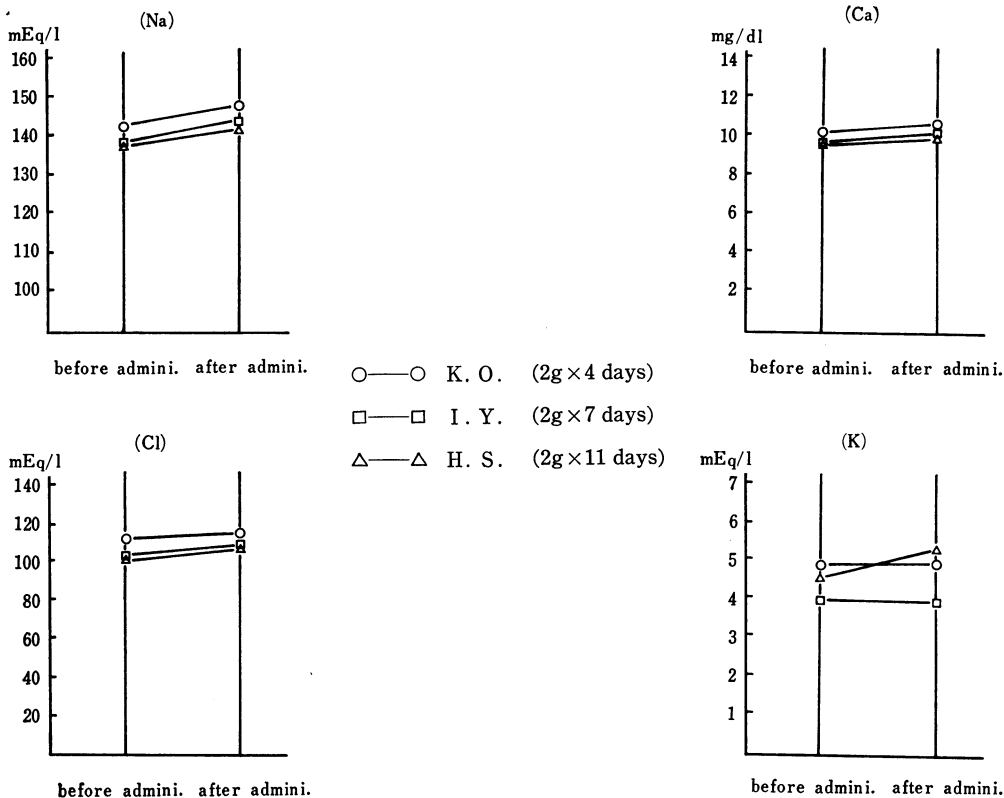 (Na)
mEq/l
160
150
140
130
120
110
100
before admini. after admini.
(Ca)
mg/dl
14
12
10
8
6
4
2
before admini. after admini.
K. O. (2g×4 days)
I. Y. (2g×7 days)
H. S. (2g×11 days)
(Cl)
mEq/l
140
120
100
80
60
40
20
before admini. after admini.
(K)
mEq/l
7
6
5
4
3
2
1
before admini. after admini.